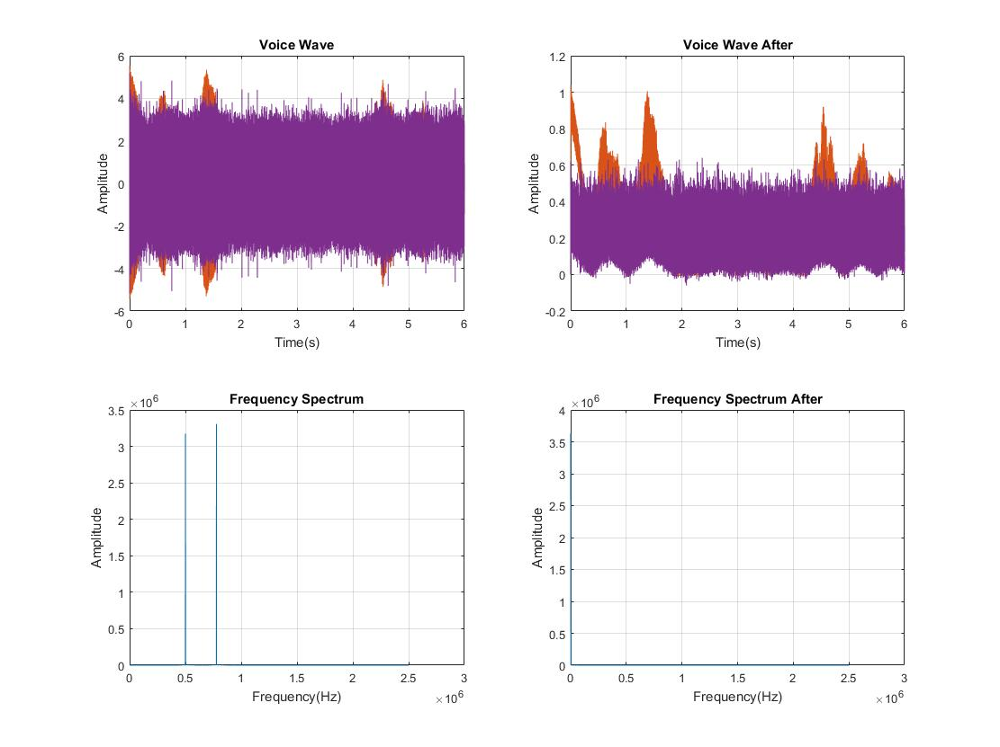 Voice Wave
6
4
2
0
-2
-4
-6
Amplitude
0 1 2 3 4 5 6
Time(s)
Voice Wave After
1.2
1
0.8
0.6
0.4
0.2
0
-0.2
Amplitude
0 1 2 3 4 5 6
Time(s)
Frequency Spectrum
×10^6
3.5
3
2.5
2
1.5
1
0.5
0
Amplitude
0 0.5 1 1.5 2 2.5 3
Frequency(Hz)
×10^6
Frequency Spectrum After
×10^6
4
3.5
3
2.5
2
1.5
1
0.5
0
Amplitude
0 0.5 1 1.5 2 2.5 3
Frequency(Hz)
×10^6